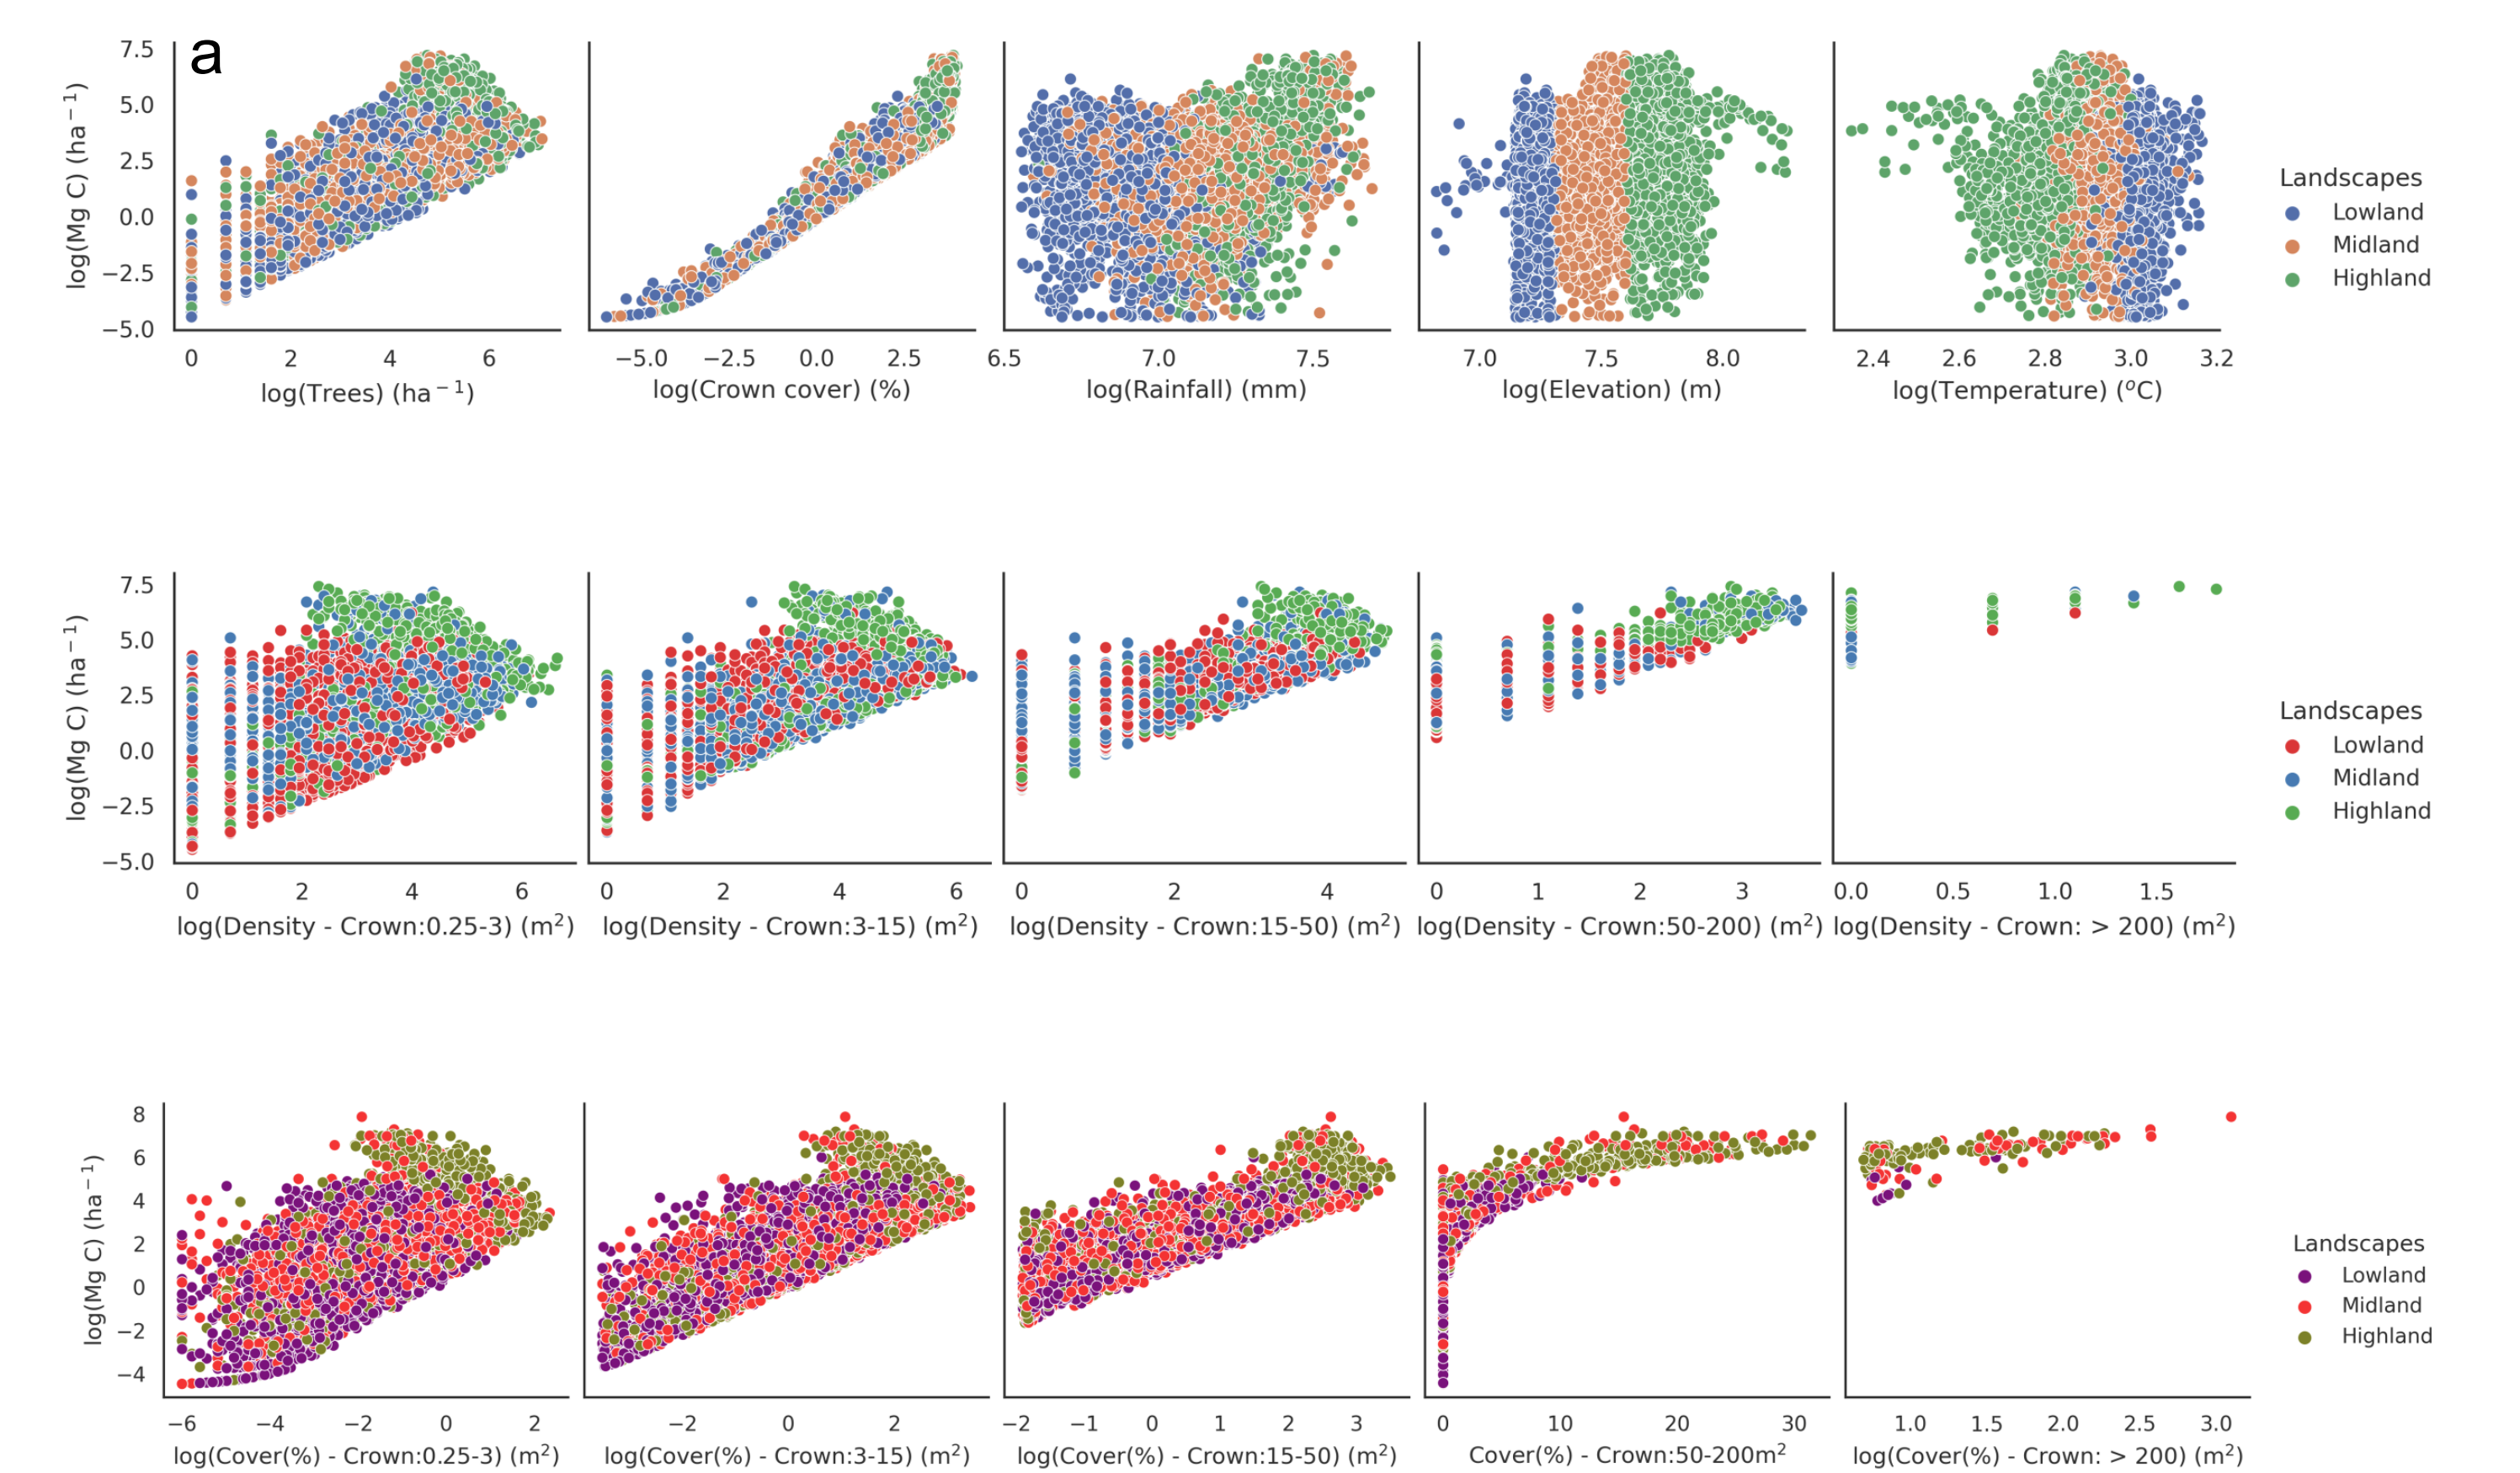 a
7.5
5.0
2.5
0.0
−2.5
−5.0
log(Mg C) (ha⁻¹)
0 2 4 6
log(Trees) (ha⁻¹)
−5.0 −2.5 0.0 2.5
log(Crown cover) (%)
6.5 7.0 7.5
log(Rainfall) (mm)
7.0 7.5 8.0
log(Elevation) (m)
2.4 2.6 2.8 3.0 3.2
log(Temperature) (ᵒC)
Landscapes
Lowland
Midland
Highland
7.5
5.0
2.5
0.0
−2.5
−5.0
log(Mg C) (ha⁻¹)
0 2 4 6
log(Density - Crown:0.25-3) (m²)
0 2 4 6
log(Density - Crown:3-15) (m²)
0 2 4
log(Density - Crown:15-50) (m²)
0 1 2 3
log(Density - Crown:50-200) (m²)
0.0 0.5 1.0 1.5
log(Density - Crown: > 200) (m²)
Landscapes
Lowland
Midland
Highland
8
6
4
2
0
−2
−4
log(Mg C) (ha⁻¹)
−6 −4 −2 0 2
log(Cover(%) - Crown:0.25-3) (m²)
−2 0 2
log(Cover(%) - Crown:3-15) (m²)
−2 −1 0 1 2 3
log(Cover(%) - Crown:15-50) (m²)
0 10 20 30
Cover(%) - Crown:50-200m²
1.0 1.5 2.0 2.5 3.0
log(Cover(%) - Crown: > 200) (m²)
Landscapes
Lowland
Midland
Highland